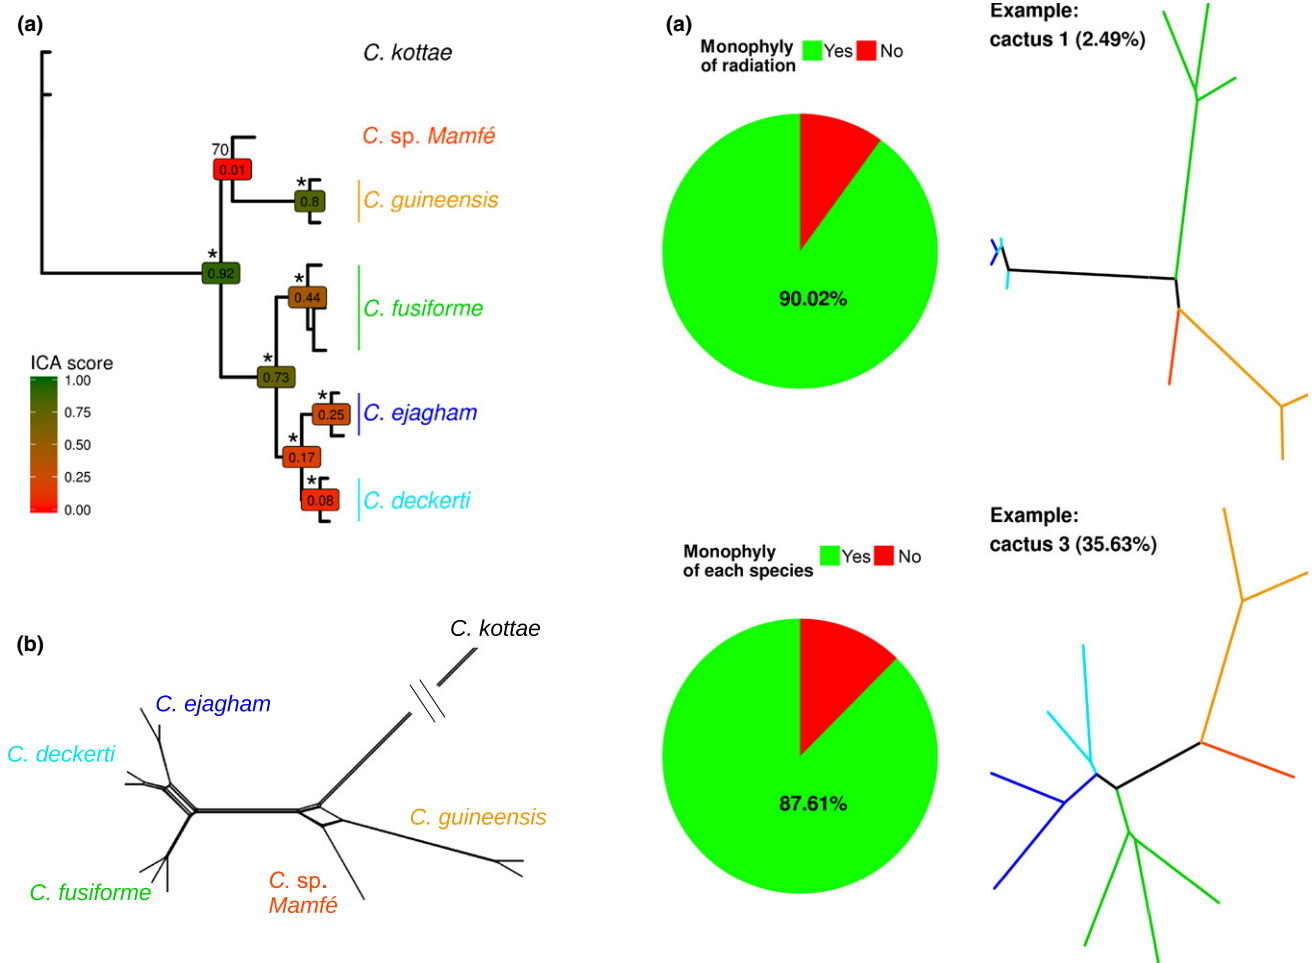 (a)
C. kottae
C. sp. Mamfé
70
0.01
*
0.8
C. guineensis
*
0.92
*
0.44
C. fusiforme
*
0.73
*
0.25
C. ejagham
*
0.17
*
0.08
C. deckerti
ICA score
1.00
0.75
0.50
0.25
0.00
(b)
C. kottae
C. ejagham
C. deckerti
C. guineensis
C. fusiforme
C. sp.
Mamfé
(a)
Monophyly
of radiation
Yes
No
90.02%
Example:
cactus 1 (2.49%)
Monophyly
of each species
Yes
No
87.61%
Example:
cactus 3 (35.63%)